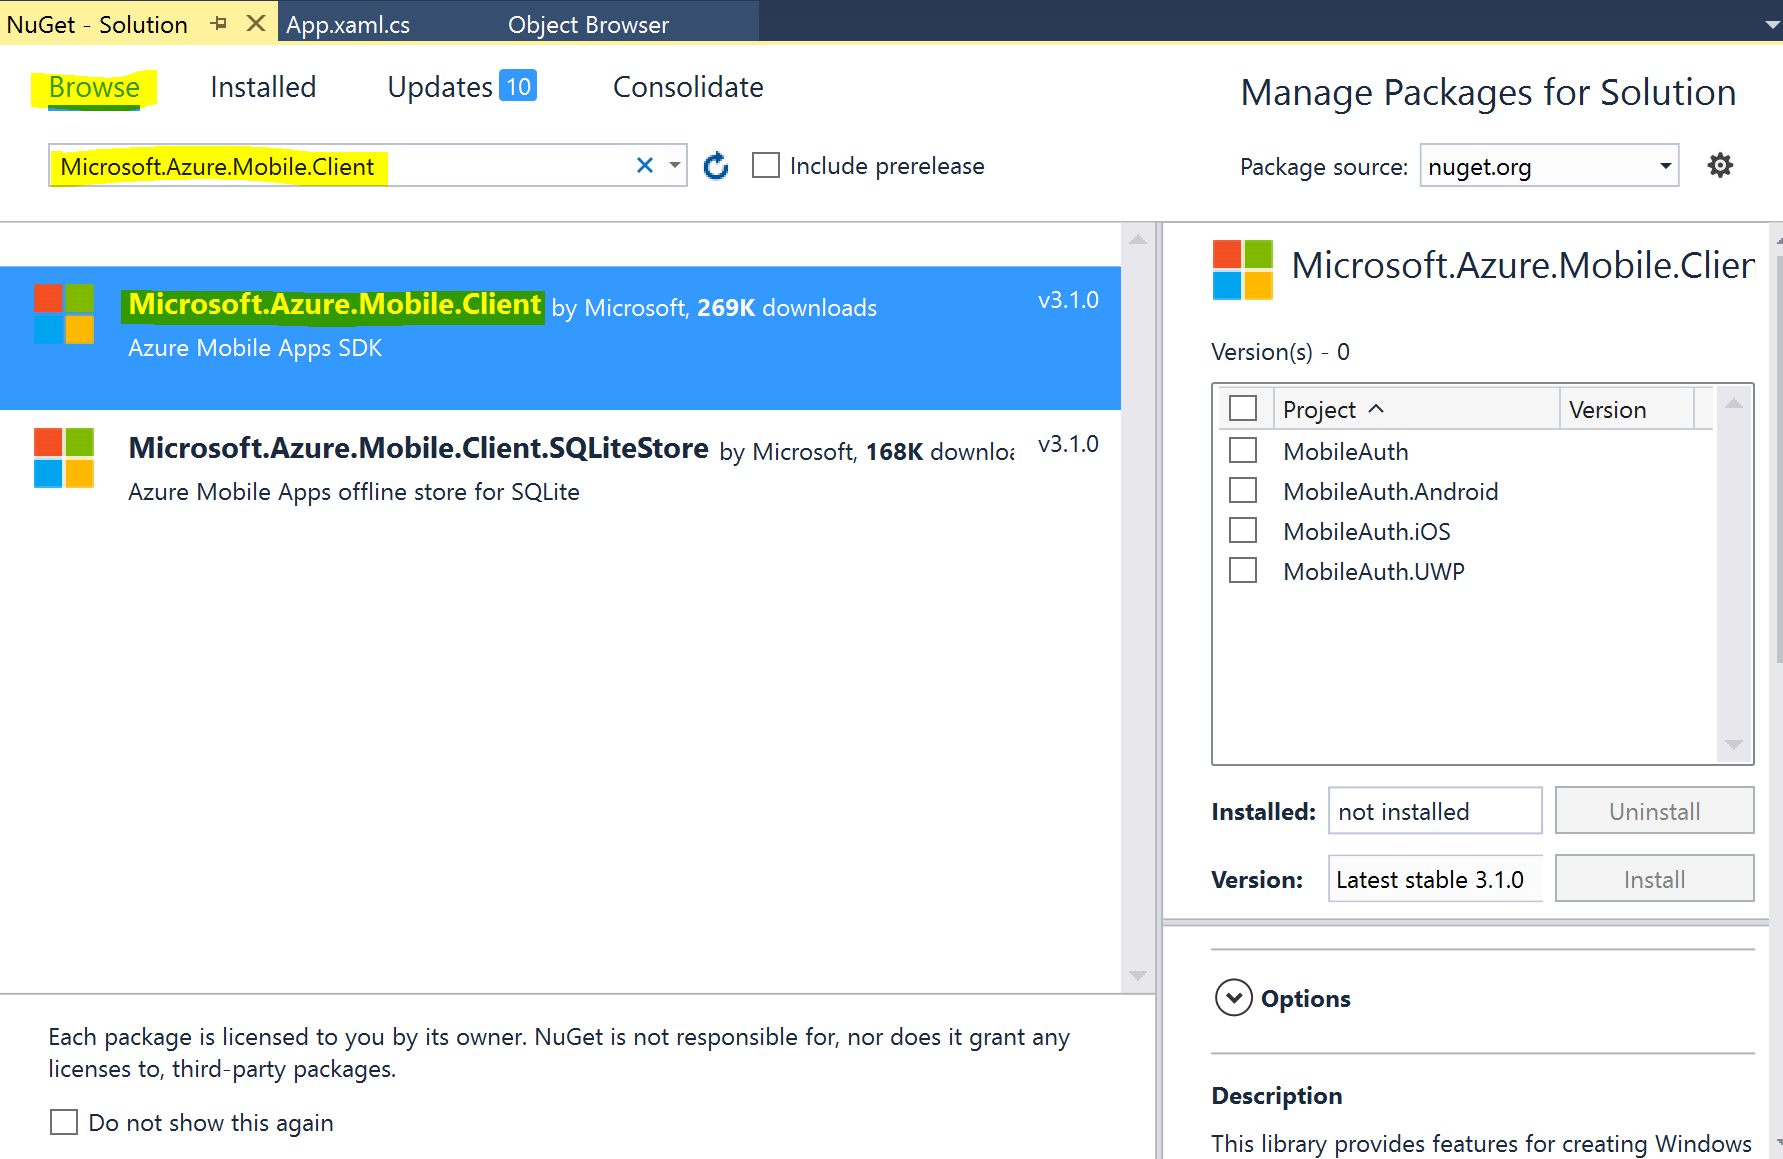 NuGet - Solution App.xaml.cs Object Browser
Browse Installed Updates 10 Consolidate
Manage Packages for Solution
Microsoft.Azure.Mobile.Client Include prerelease
Package source: nuget.org
Microsoft.Azure.Mobile.Client by Microsoft, 269K downloads v3.1.0
Azure Mobile Apps SDK
Microsoft.Azure.Mobile.Client.SQLiteStore by Microsoft, 168K downloa v3.1.0
Azure Mobile Apps offline store for SQLite
Each package is licensed to you by its owner. NuGet is not responsible for, nor does it grant any
licenses to, third-party packages.
Do not show this again
Microsoft.Azure.Mobile.Clien
Version(s) - 0
Project Version
MobileAuth
MobileAuth.Android
MobileAuth.iOS
MobileAuth.UWP
Installed: not installed Uninstall
Version: Latest stable 3.1.0 Install
Options
Description
This library provides features for creating Windows